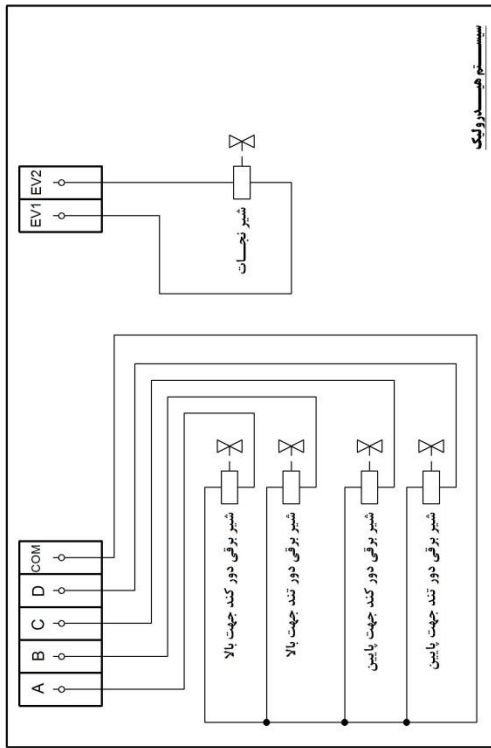 سیستم هیدرولیک
EV1 EV2
شیر نجات
A B C D COM
شیر برقی دور کند جهت بالا
شیر برقی دور تند جهت بالا
شیر برقی دور کند جهت پایین
شیر برقی دور تند جهت پایین